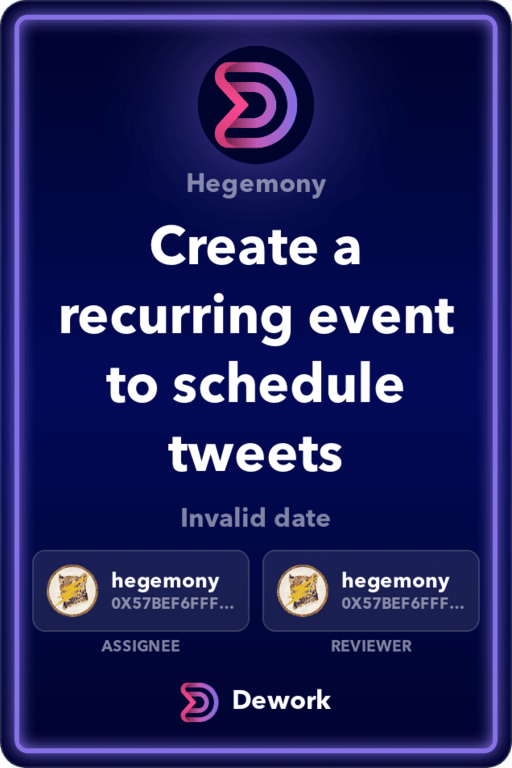 Hegemony
Create a
recurring event
to schedule
tweets
Invalid date
hegemony
0X57BEF6FFF...
ASSIGNEE
hegemony
0X57BEF6FFF...
REVIEWER
Dework